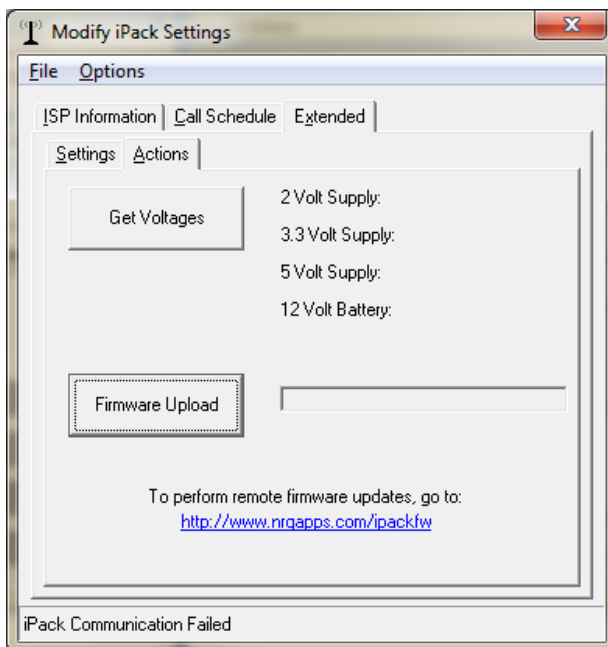 Modify iPack Settings
File Options
ISP Information Call Schedule Extended
Settings Actions
Get Voltages
2 Volt Supply:
3.3 Volt Supply:
5 Volt Supply:
12 Volt Battery:
Firmware Upload
To perform remote firmware updates, go to:
http://www.nrgapps.com/ipackfw
iPack Communication Failed